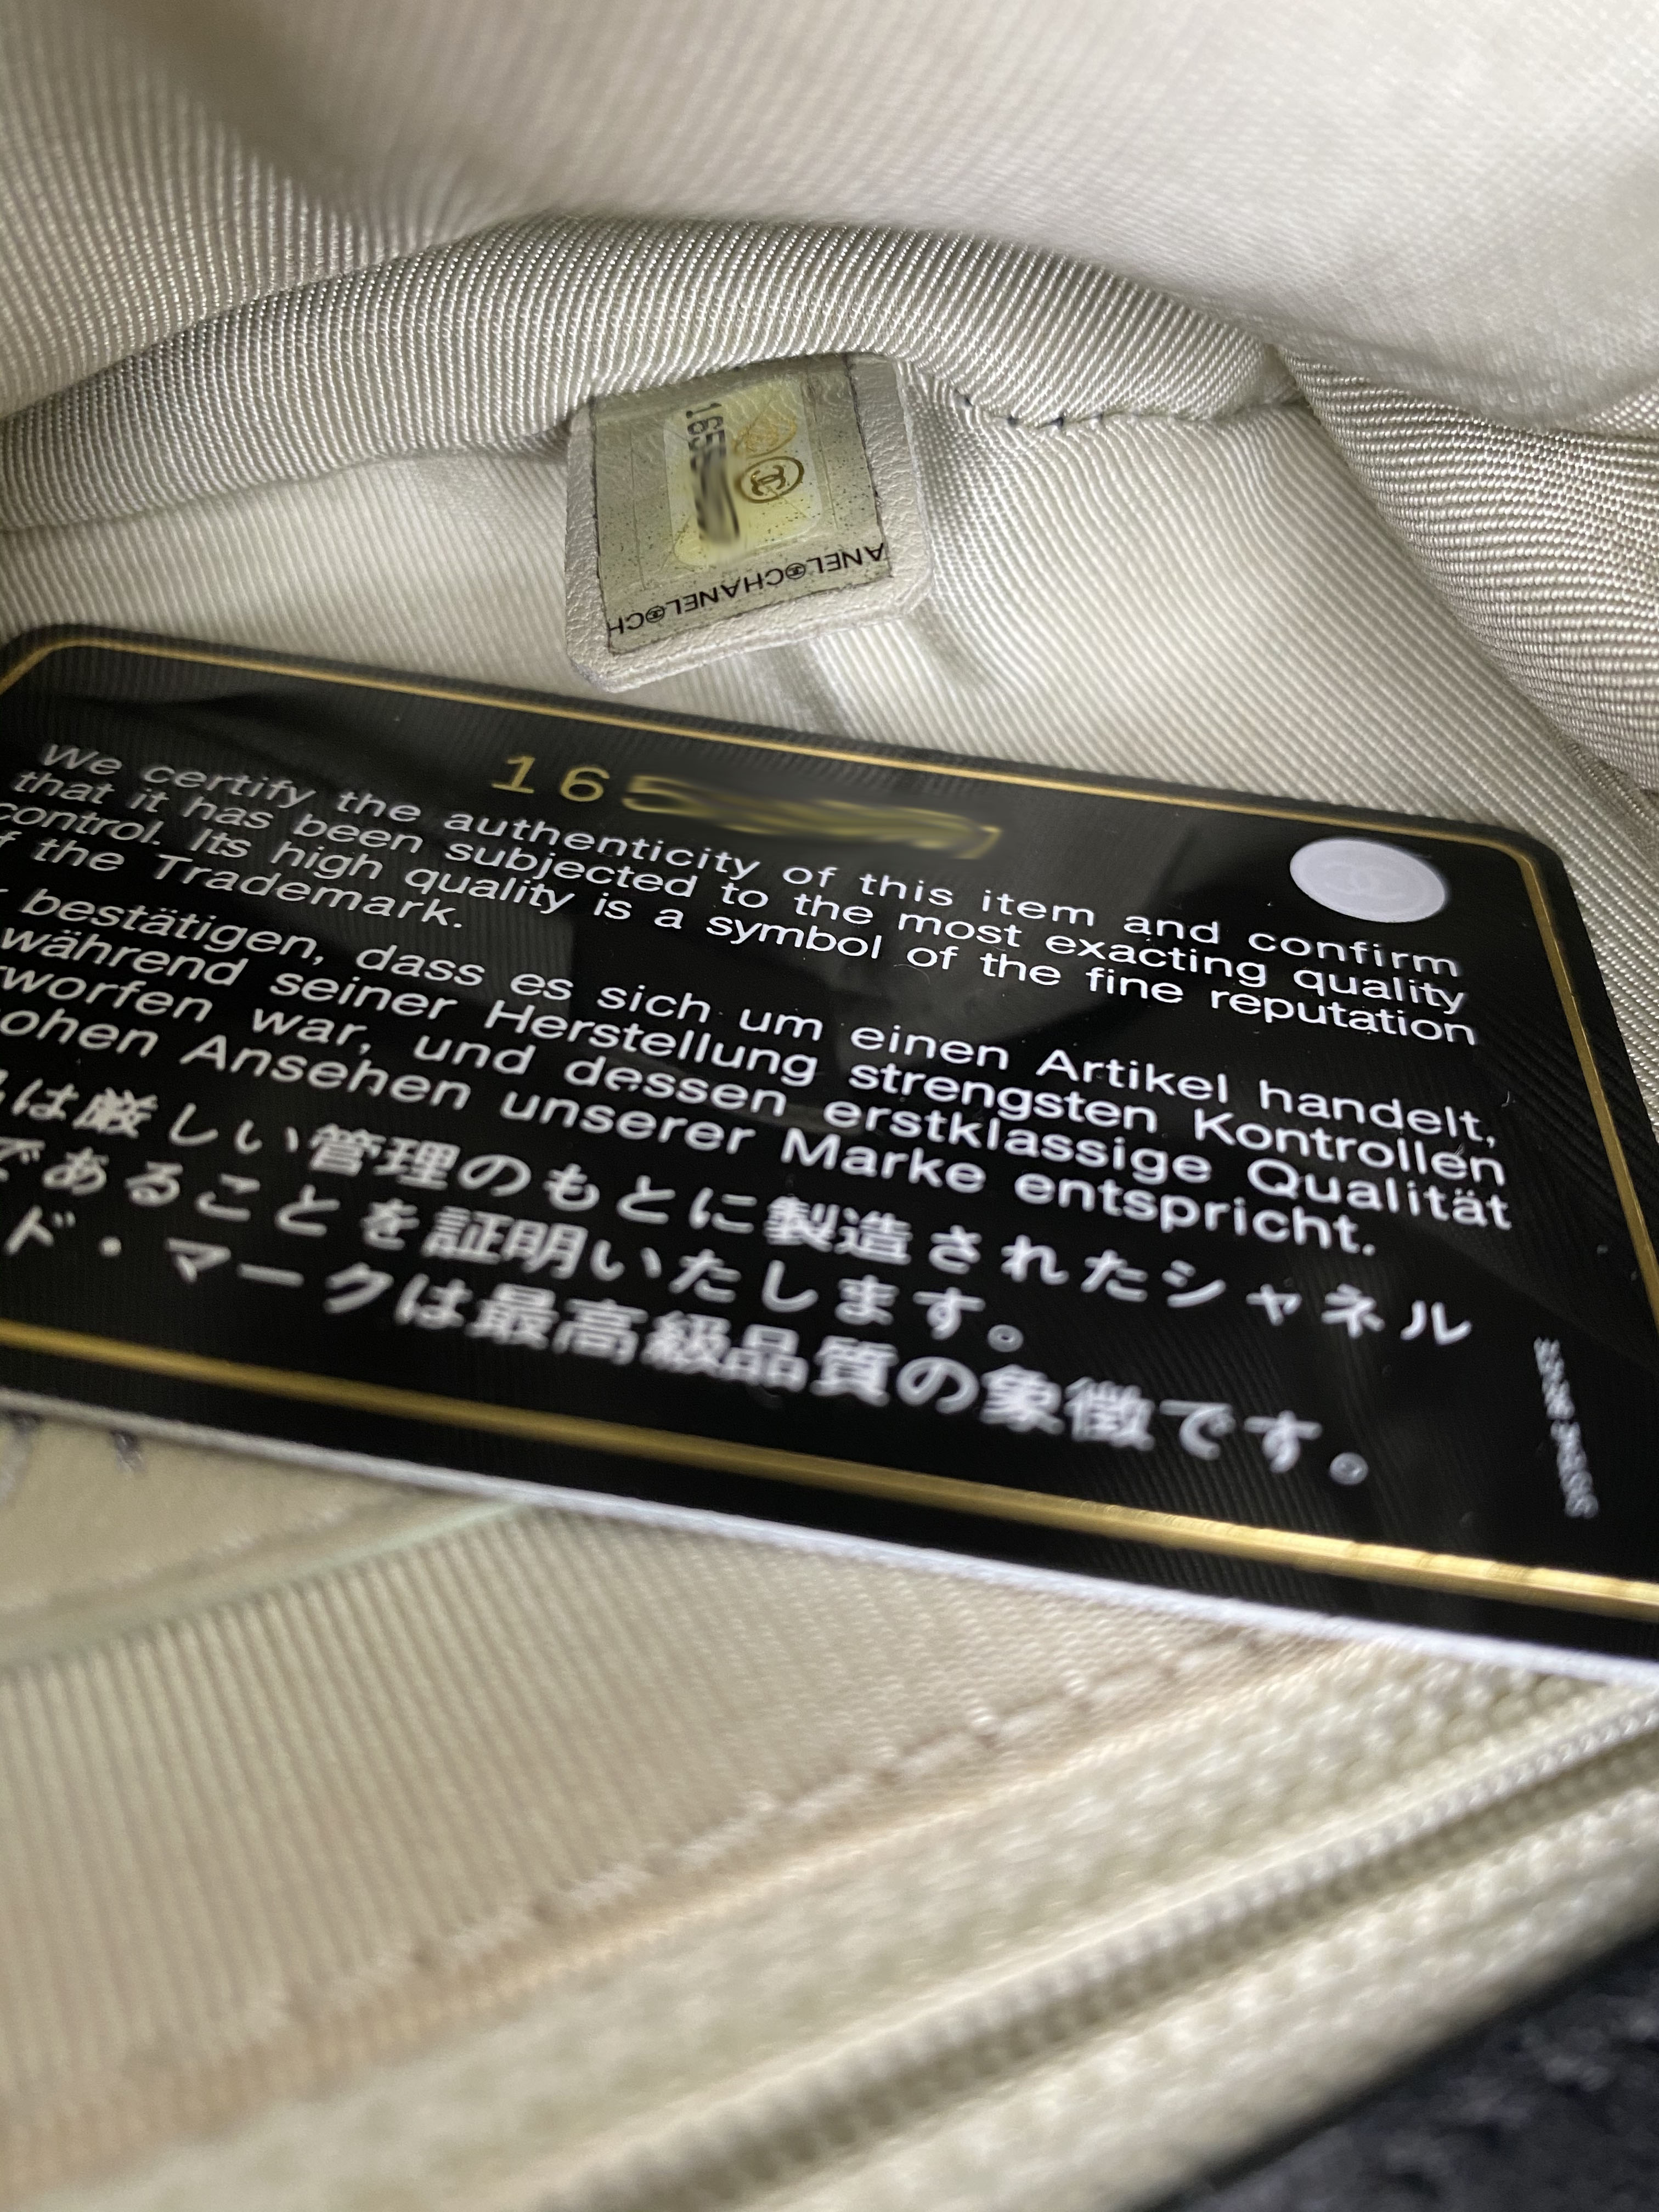 165
ANEL CHANEL CH
165
We certify the authenticity of this item and confirm
that it has been subjected to the most exacting quality
control. Its high quality is a symbol of the fine reputation
the Trademark.
bestätigen, dass es sich um einen Artikel handelt,
während seiner Herstellung strengsten Kontrollen
worfen war, und dessen erstklassige Qualität
ohen Ansehen unserer Marke entspricht.
は厳しい管理のもとに製造されたシャネル
であることを証明いたします。
ド・マークは最高級品質の象徴です。